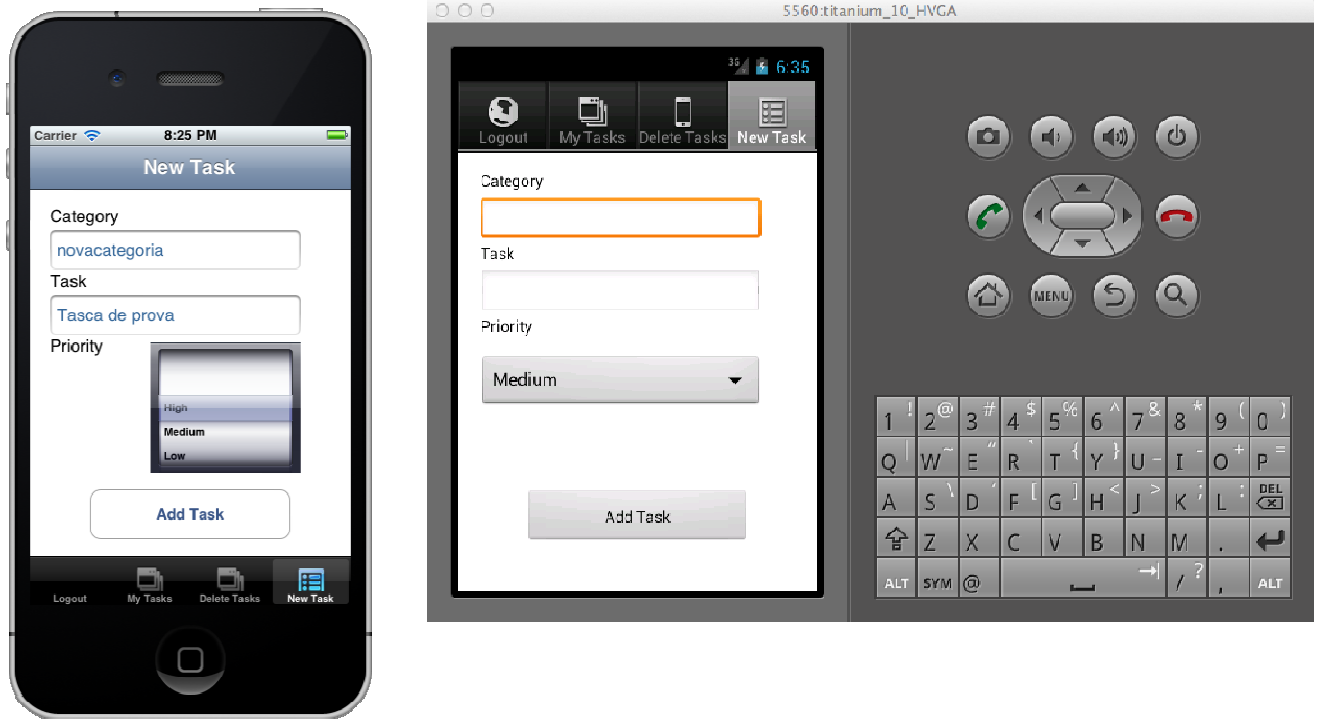 Carrier 8:25 PM
New Task
Category
novacategoria
Task
Tasca de prova
Priority
High
Medium
Low
Add Task
Logout My Tasks Delete Tasks New Task
5560:titanium_10_HVGA
3G 6:35
Logout My Tasks Delete Tasks New Task
Category
Task
Priority
Medium
Add Task
MENU
1 ! 2 @ 3 # 4 $ 5 % 6 ^ 7 & 8 * 9 ( 0 )
Q | W ~ E " R ` T { Y } U _ I - O + P =
A S \ D ' F [ G ] H < J > K ; L : DEL
Z X C V B N M .
ALT SYM @ / ? , ALT